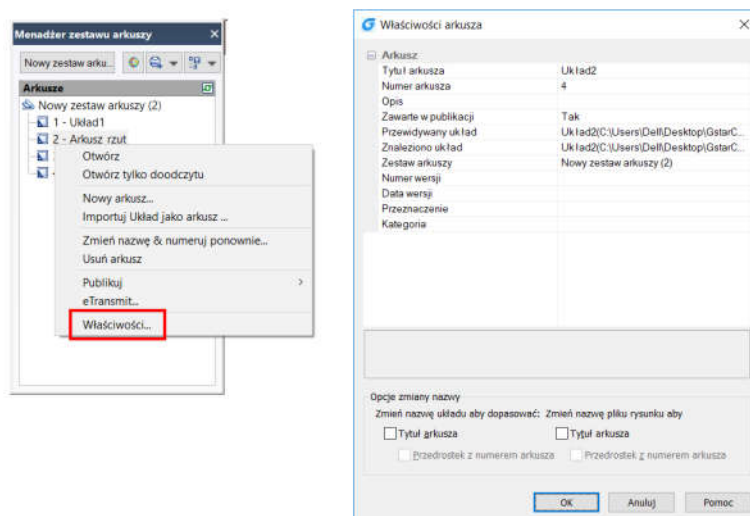 Menadżer zestawu arkuszy
Nowy zestaw arku...
Arkusze
Nowy zestaw arkuszy (2)
1 - Układ1
2 - Arkusz rzut
Otwórz
Otwórz tylko doodczytu
Nowy arkusz...
Importuj Układ jako arkusz ...
Zmień nazwę & numeruj ponownie...
Usuń arkusz
Publikuj
eTransmit...
Właściwości...
Właściwości arkusza
Arkusz
Tytuł arkusza Układ2
Numer arkusza 4
Opis
Zawarte w publikacji Tak
Przewidywany układ Układ2(C:\Users\Dell\Desktop\GstarC...
Znaleziono układ Układ2(C:\Users\Dell\Desktop\GstarC...
Zestaw arkuszy Nowy zestaw arkuszy (2)
Numer wersji
Data wersji
Przeznaczenie
Kategoria
Opcje zmiany nazwy
Zmień nazwę układu aby dopasować: Zmień nazwę pliku rysunku aby
Tytuł arkusza Tytuł arkusza
Przedrostek z numerem arkusza Przedrostek z numerem arkusza
OK Anuluj Pomoc